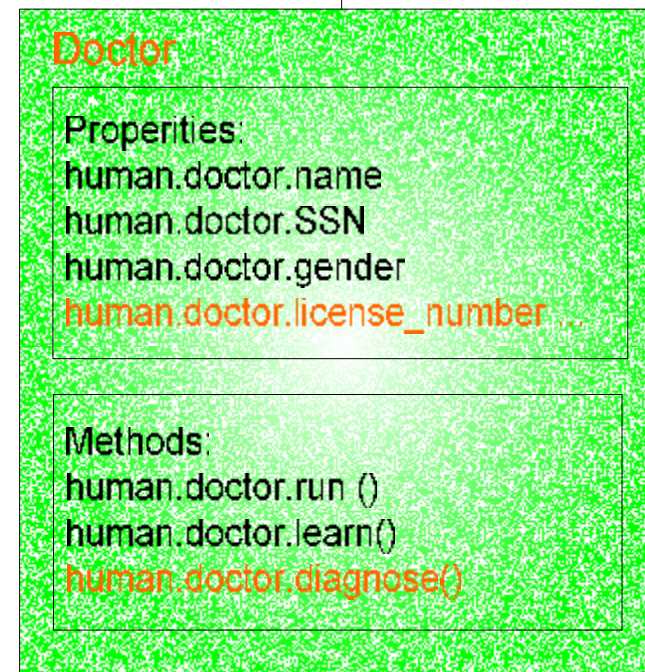 Doctor
Properities:
human.doctor.name
human.doctor.SSN
human.doctor.gender
human.doctor.license_number ...
Methods:
human.doctor.run ()
human.doctor.learn()
human.doctor.diagnose()